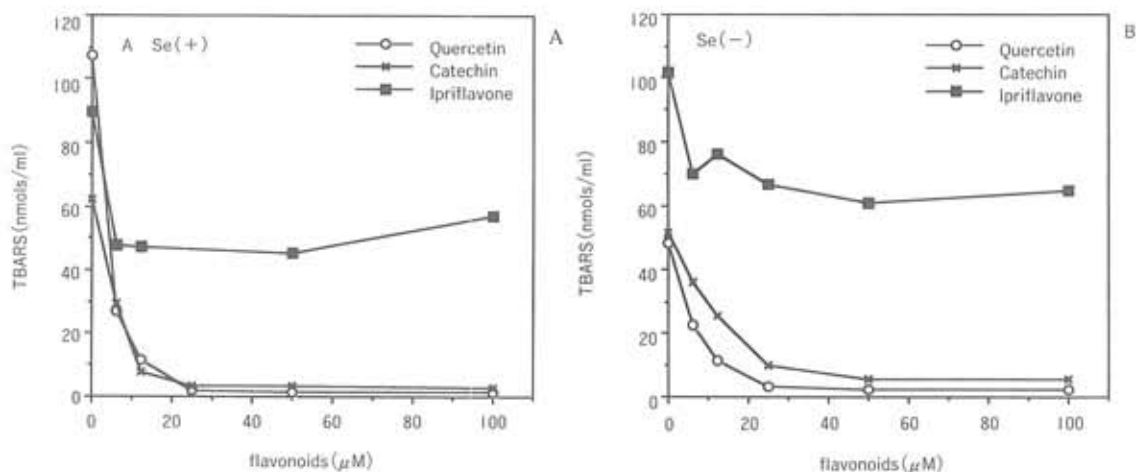 A
A Se(+)
Quercetin
Catechin
Ipriflavone
120
100
80
60
40
20
0
TBARS(nmols/ml)
0 20 40 60 80 100
flavonoids(μM)
B
Se(−)
Quercetin
Catechin
Ipriflavone
120
100
80
60
40
20
0
TBARS(nmols/ml)
0 20 40 60 80 100
flavonoids(μM)